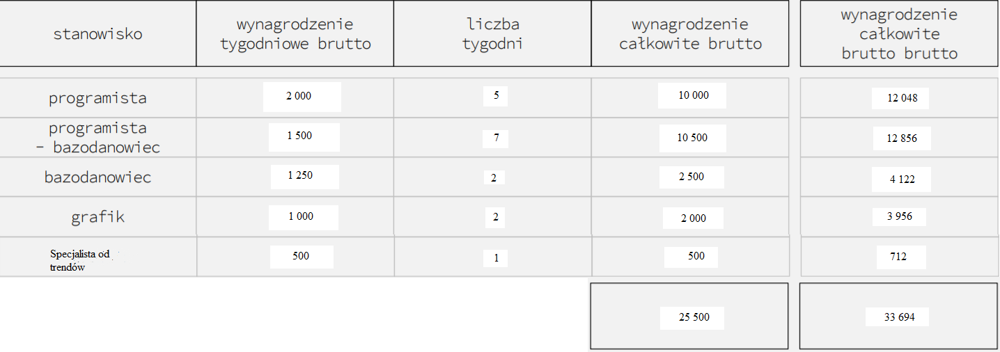 stanowisko
wynagrodzenie
tygodniowe brutto
liczba
tygodni
wynagrodzenie
całkowite brutto
wynagrodzenie
całkowite
brutto brutto
programista
2 000
5
10 000
12 048
programista
- bazodanowiec
1 500
7
10 500
12 856
bazodanowiec
1 250
2
2 500
4 122
grafik
1 000
2
2 000
3 956
Specjalista od
trendów
500
1
500
712
25 500
33 694